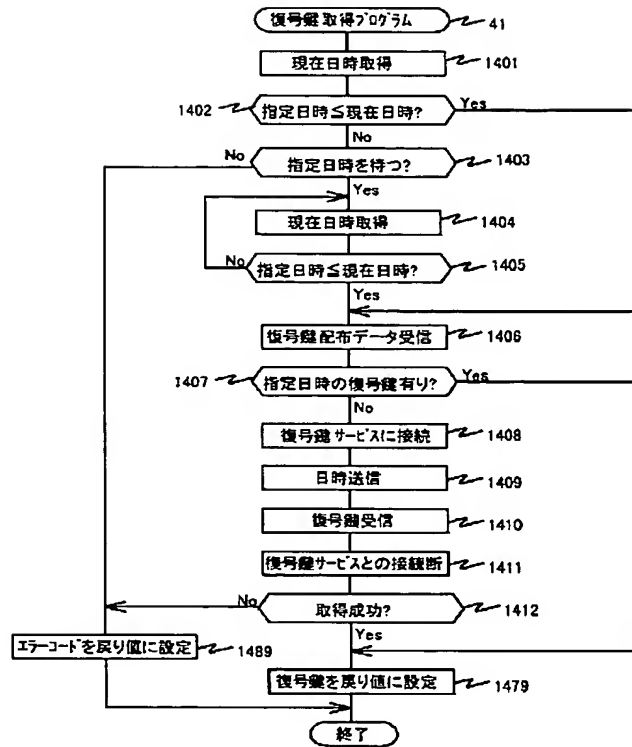 復号鍵取得プログラム 41
現在日時取得 1401
1402 指定日時≦現在日時? Yes
No
No 指定日時を待つ? 1403
Yes
現在日時取得 1404
No 指定日時≦現在日時? 1405
Yes
復号鍵配布データ受信 1406
1407 指定日時の復号鍵有り? Yes
No
復号鍵サービスに接続 1408
日時送信 1409
復号鍵受信 1410
復号鍵サービスとの接続断 1411
No 取得成功? 1412
Yes
エラーコードを戻り値に設定 1489
復号鍵を戻り値に設定 1479
終了